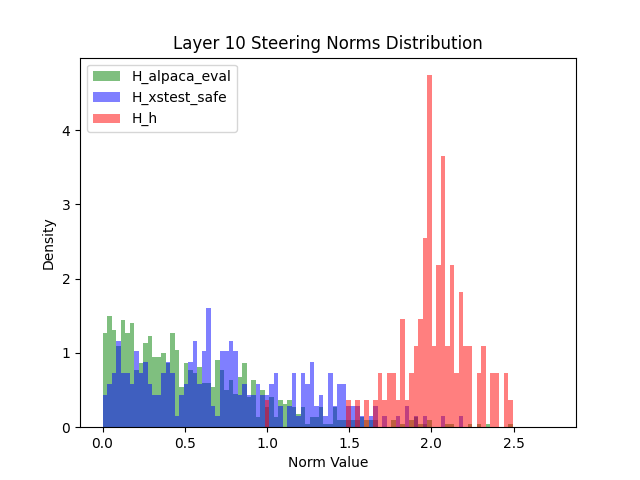 Layer 10 Steering Norms Distribution
H_alpaca_eval
H_xstest_safe
H_h
Density
4
3
2
1
0
0.0 0.5 1.0 1.5 2.0 2.5
Norm Value